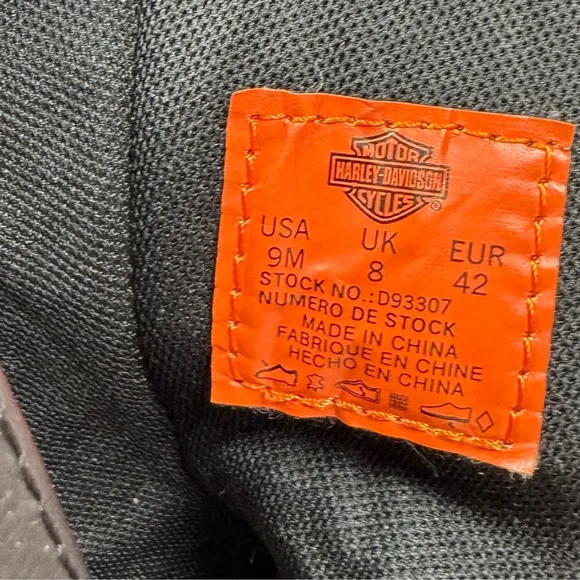 MOTOR
HARLEY-DAVIDSON
CYCLES®
USA UK EUR
9M 8 42
STOCK NO.:D93307
NUMERO DE STOCK
MADE IN CHINA
FABRIQUE EN CHINE
HECHO EN CHINA